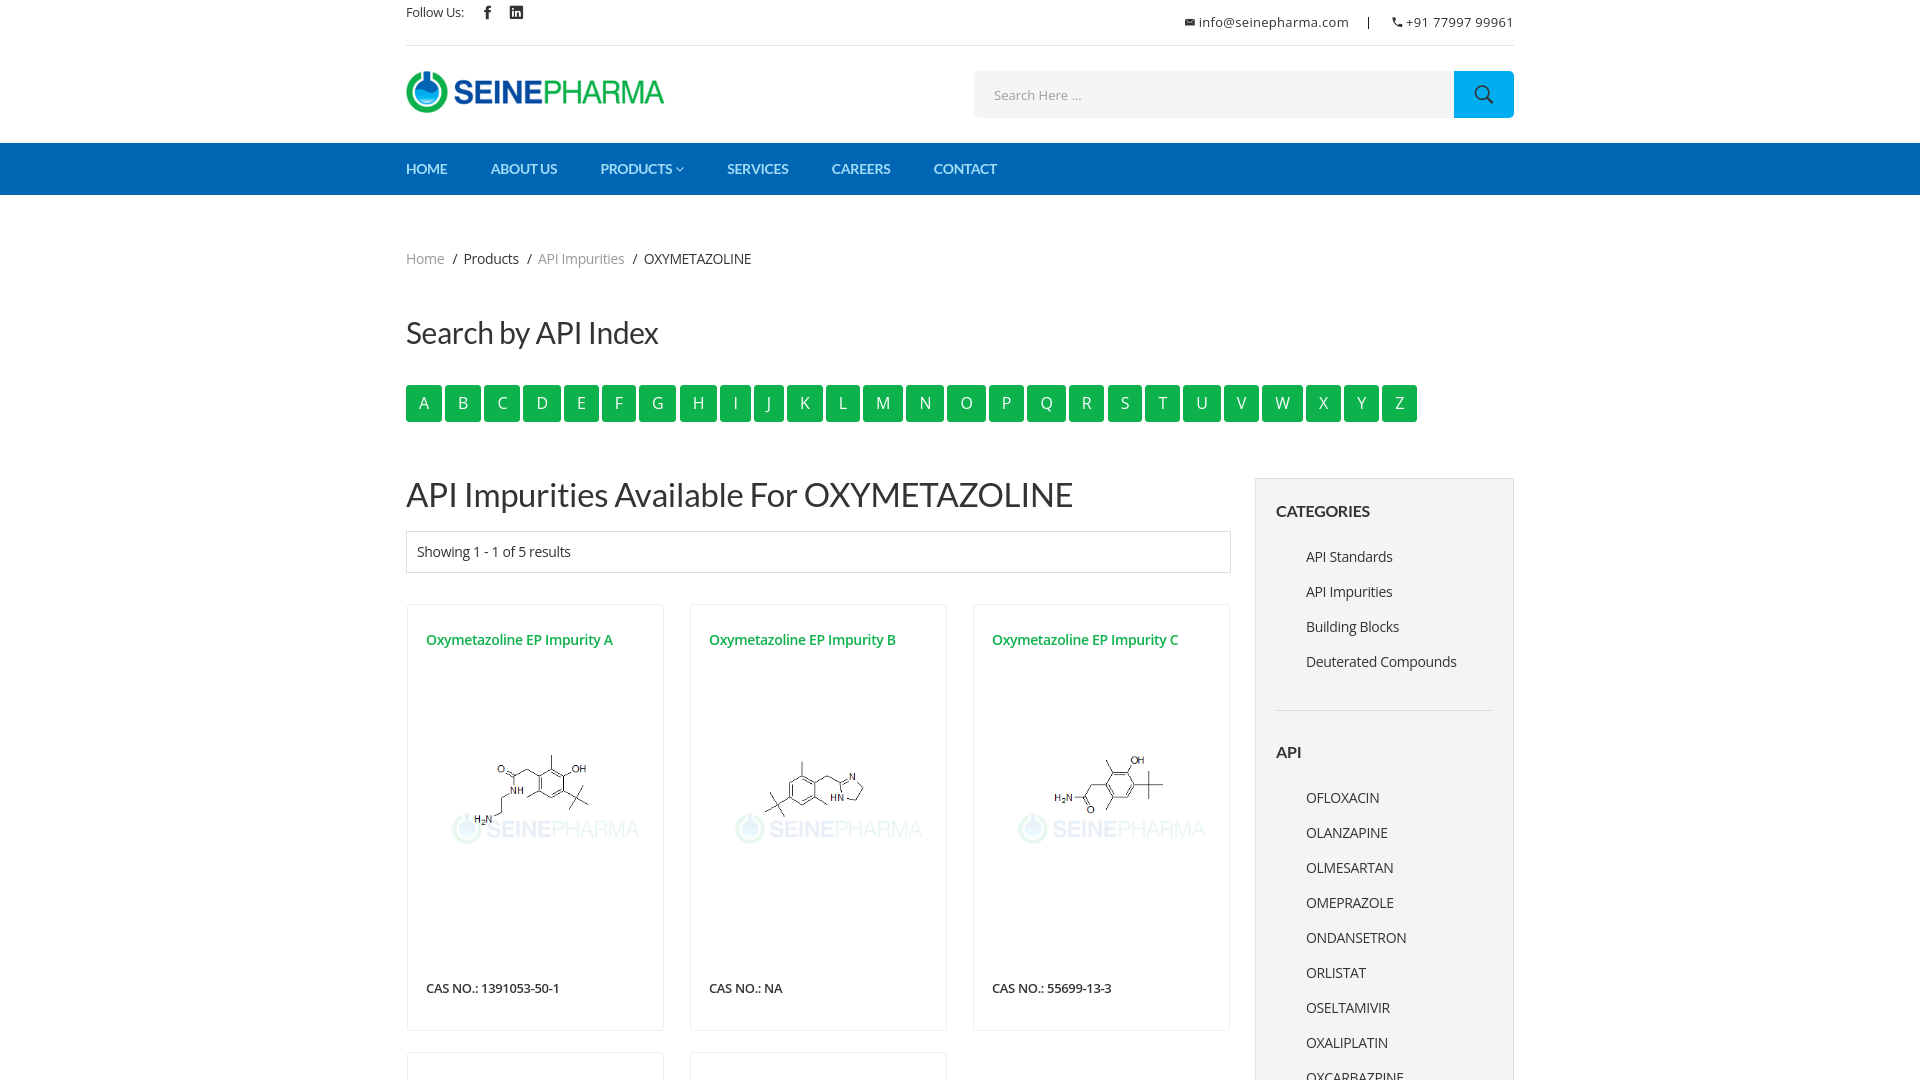 Follow Us:
info@seinepharma.com | +91 77997 99961
SEINEPHARMA
Search Here ...
HOME ABOUT US PRODUCTS SERVICES CAREERS CONTACT
Home / Products / API Impurities / OXYMETAZOLINE
Search by API Index
A B C D E F G H I J K L M N O P Q R S T U V W X Y Z
API Impurities Available For OXYMETAZOLINE
Showing 1 - 1 of 5 results
Oxymetazoline EP Impurity A
O
OH
NH
H2N
SEINEPHARMA
CAS NO.: 1391053-50-1
Oxymetazoline EP Impurity B
N
HN
SEINEPHARMA
CAS NO.: NA
Oxymetazoline EP Impurity C
OH
H2N
O
SEINEPHARMA
CAS NO.: 55699-13-3
CATEGORIES
API Standards
API Impurities
Building Blocks
Deuterated Compounds
API
OFLOXACIN
OLANZAPINE
OLMESARTAN
OMEPRAZOLE
ONDANSETRON
ORLISTAT
OSELTAMIVIR
OXALIPLATIN
OXCARBAZPINE